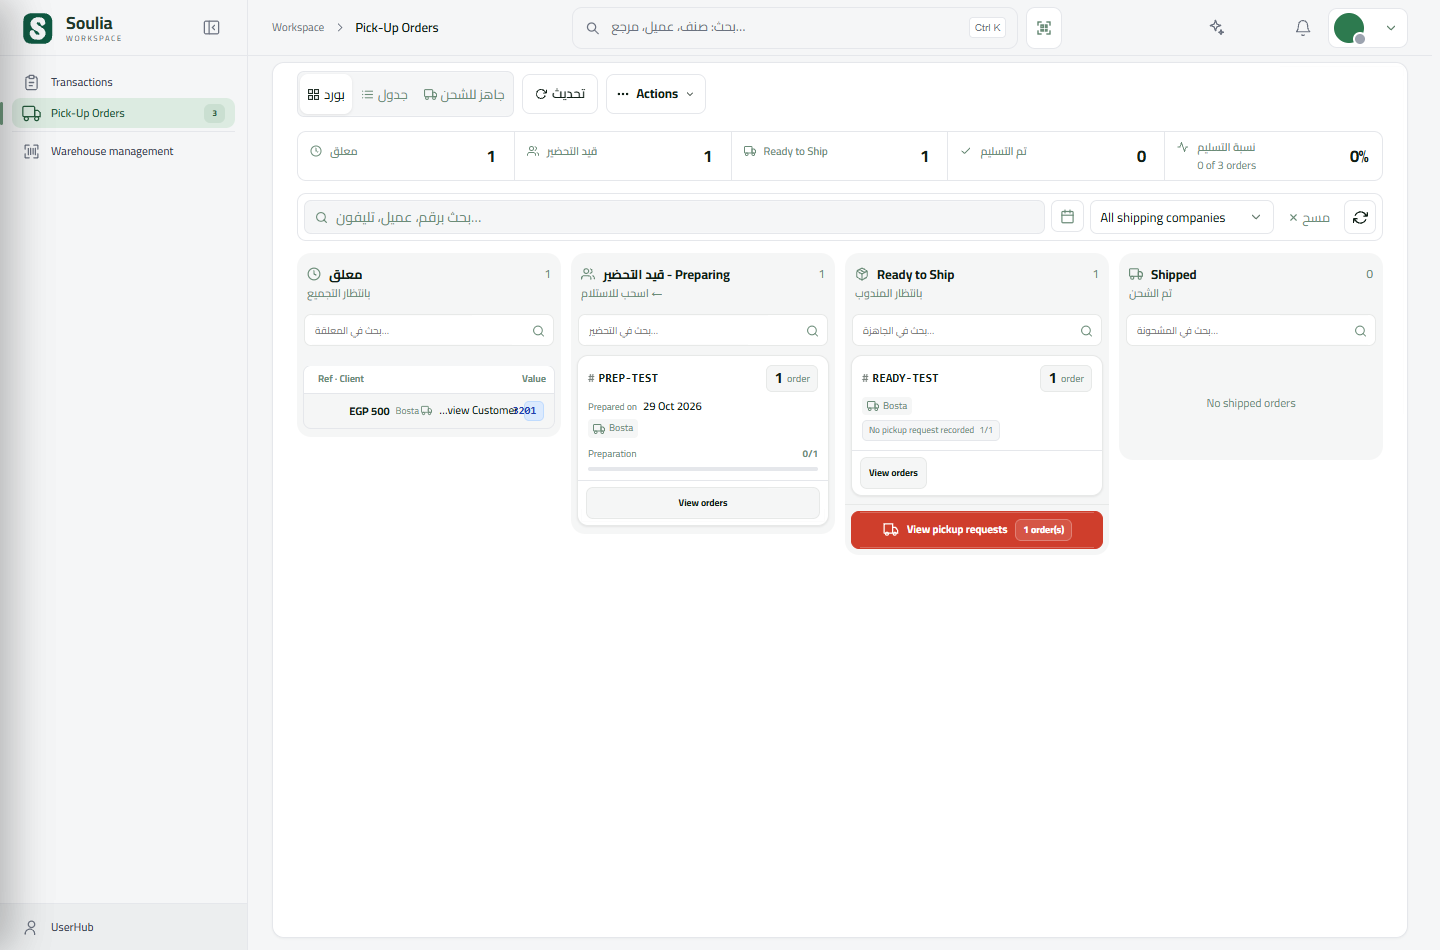 Soulia
WORKSPACE
Workspace > Pick-Up Orders
بحث: صنف، عميل، مرجع...
Ctrl K
Transactions
Pick-Up Orders 3
Warehouse management
UserHub
بورد
جدول
جاهز للشحن
تحديث
Actions
معلق 1
قيد التحضير 1
Ready to Ship 1
تم التسليم 0
نسبة التسليم 0%
0 of 3 orders
بحث برقم، عميل، تليفون...
All shipping companies
مسح ×
معلق 1
بانتظار التجميع
بحث في المعلقة...
Ref · Client Value
EGP 500 Bosta ...view Customer 3201
قيد التحضير - Preparing 1
اسحب للاستلام ←
بحث في التحضير...
# PREP-TEST 1 order
Prepared on 29 Oct 2026
Bosta
Preparation 0/1
View orders
Ready to Ship 1
بانتظار المندوب
بحث في الجاهزة...
# READY-TEST 1 order
Bosta
No pickup request recorded 1/1
View orders
View pickup requests 1 order(s)
Shipped 0
تم الشحن
بحث في المشحونة...
No shipped orders